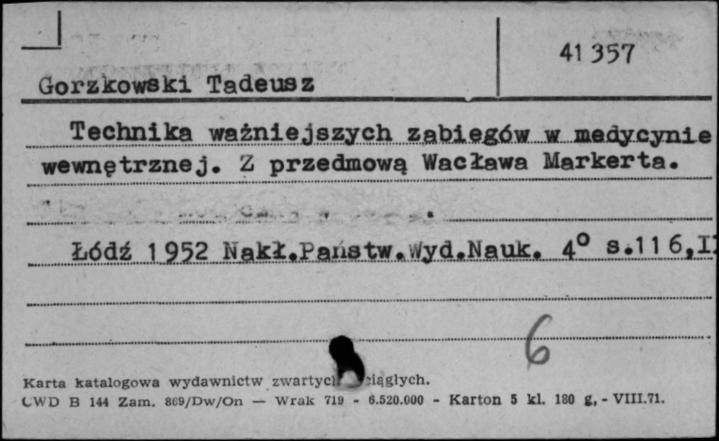 41357
Gorzkowski Tadeusz
Technika ważniejszych zabiegów w medycynie
wewnętrznej. Z przedmową Wacława Markerta.
Łódź 1952 Nakł.Państw.Wyd.Nauk. 4° s.116,
6
Karta katalogowa wydawnictw zwartych ciągłych.
CWD B 144 Zam. 869/Dw/On — Wrak 719 - 6.520.000 - Karton 5 kl. 180 g, - VIII.71.